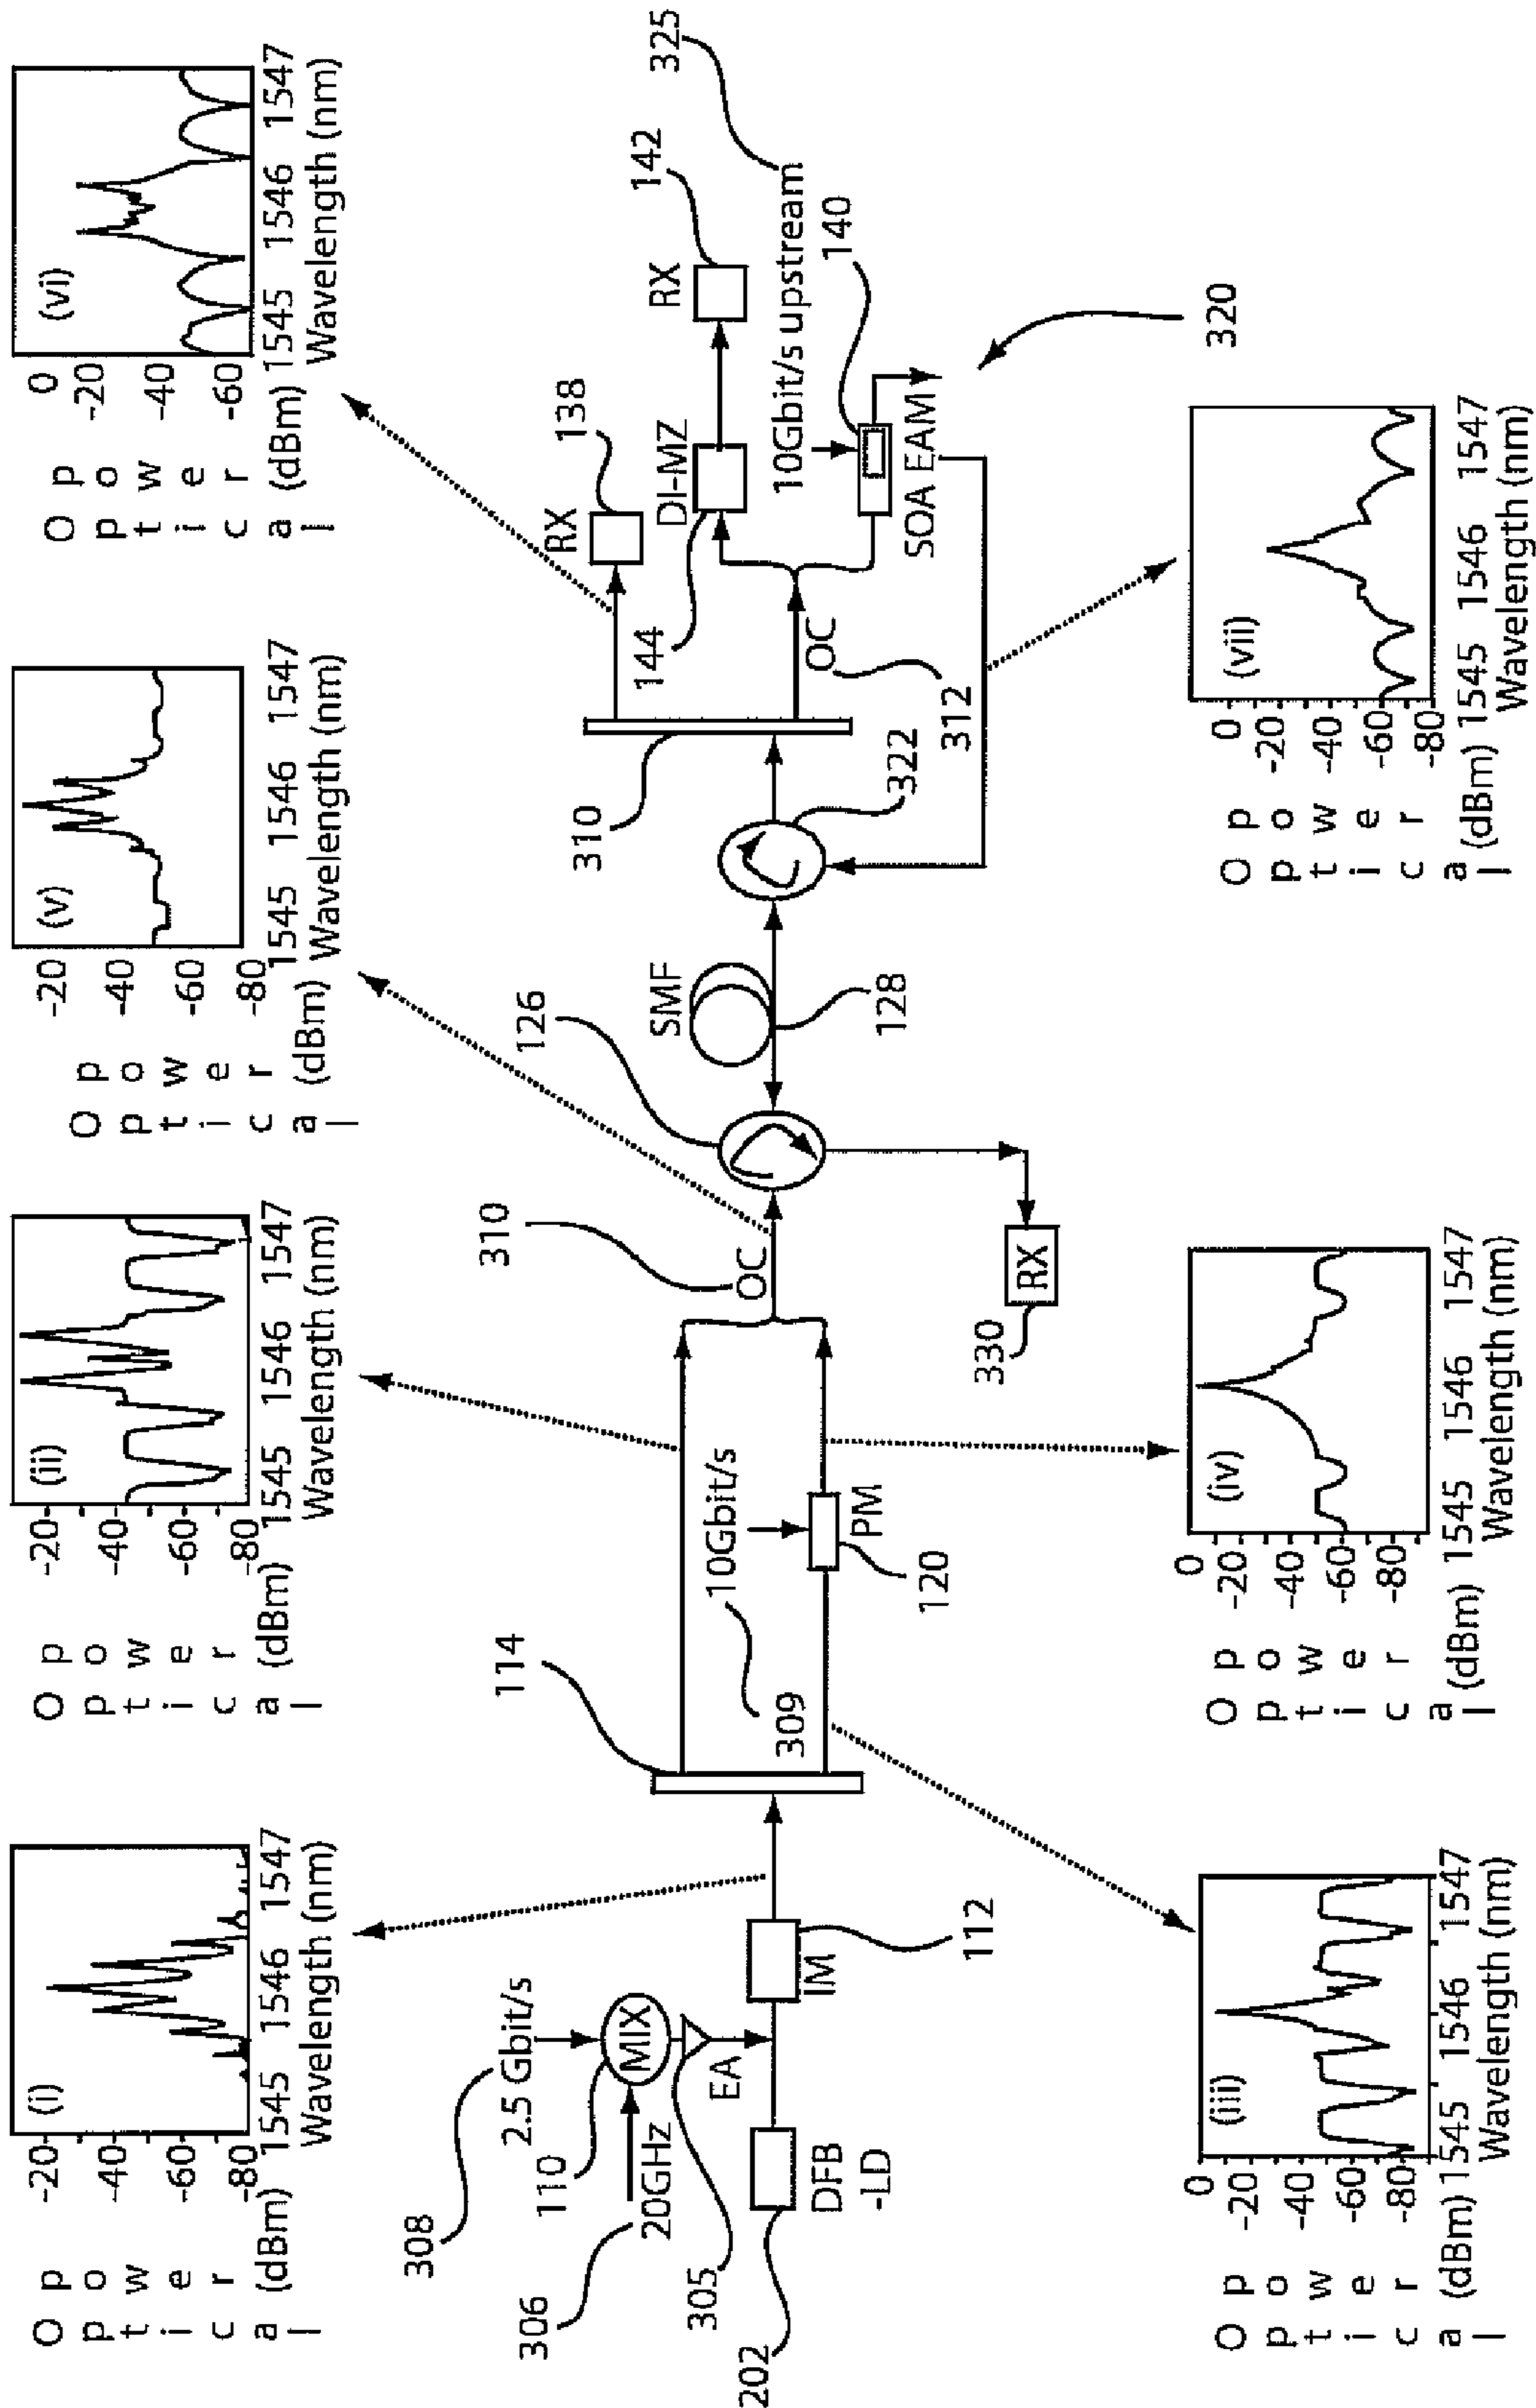 Optical power (dBm)
-20
-40
-60
-80
(i)
1545 1546 1547
Wavelength (nm)
Optical power (dBm)
-20
-40
-60
-80
(ii)
1545 1546 1547
Wavelength (nm)
Optical power (dBm)
-20
-40
-60
-80
(v)
1545 1546 1547
Wavelength (nm)
Optical power (dBm)
0
-20
-40
-60
(vi)
1545 1546 1547
Wavelength (nm)
308
2.5 Gbit/s
110
MIX
306
20GHz
305
EA
202
DFB
-LD
IM
112
114
309
10Gbit/s
PM
120
310
OC
126
330
RX
SMF
128
310
322
312
OC
312
144
DI-MZ
RX
138
RX
142
10Gbit/s upstream
325
140
SOA EAM
320
Optical power (dBm)
0
-20
-40
-60
-80
(iii)
1545 1546 1547
Wavelength (nm)
Optical power (dBm)
0
-20
-40
-60
-80
(iv)
1545 1546 1547
Wavelength (nm)
Optical power (dBm)
0
-20
-40
-60
-80
(vii)
1545 1546 1547
Wavelength (nm)